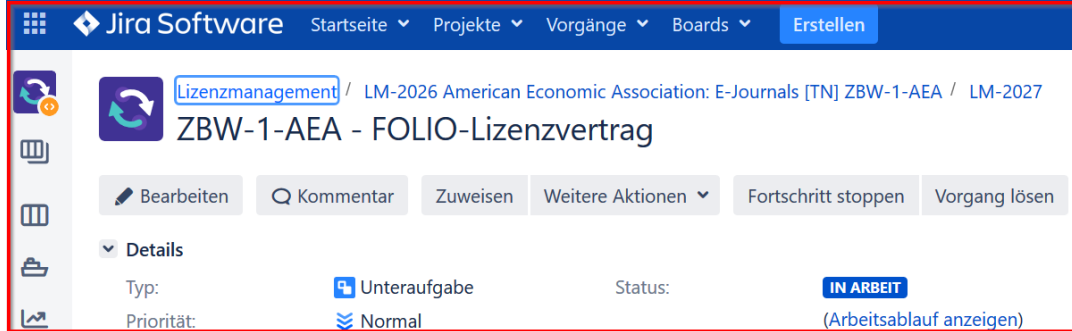 Jira Software Startseite Projekte Vorgänge Boards Erstellen
Lizenzmanagement / LM-2026 American Economic Association: E-Journals [TN] ZBW-1-AEA / LM-2027
ZBW-1-AEA - FOLIO-Lizenzvertrag
Bearbeiten Kommentar Zuweisen Weitere Aktionen Fortschritt stoppen Vorgang lösen
Details
Typ: Unteraufgabe Status: IN ARBEIT
Priorität: Normal (Arbeitsablauf anzeigen)